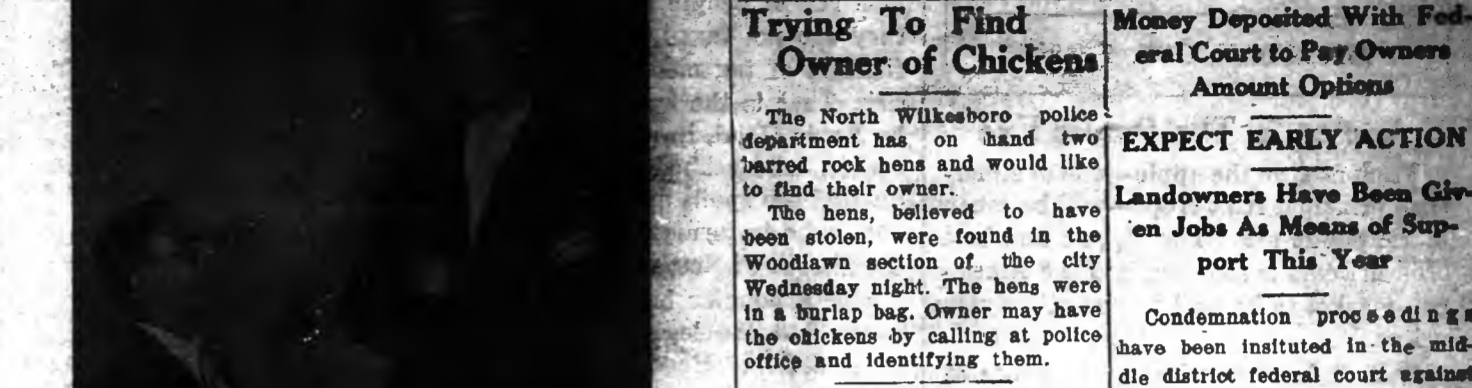 Trying To Find
Owner of Chickens
The North Wilkesboro police
department has on hand two
barred rock hens and would like
to find their owner.
The hens, believed to have
been stolen, were found in the
Woodlawn section of the city
Wednesday night. The hens were
in a burlap bag. Owner may have
the chickens by calling at police
office and identifying them.
Money Deposited With Fed-
eral Court to Pay Owners
Amount Options
EXPECT EARLY ACTION
Landowners Have Been Giv-
en Jobs As Means of Sup-
port This Year
Condemnation proceedings
have been insituted in the mid-
dle district federal court against